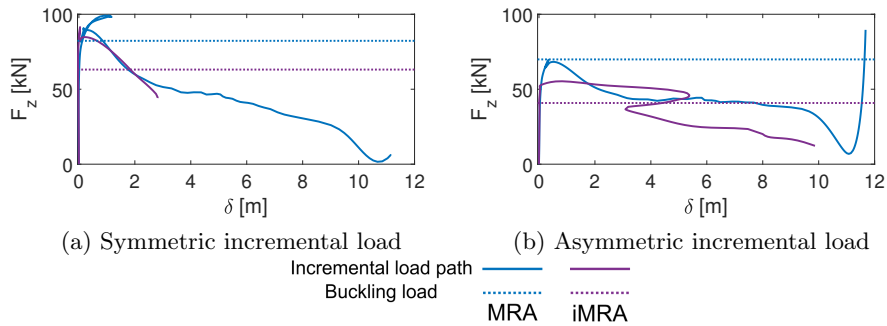 100
50
0
F_z [kN]
0 2 4 6 8 10 12
δ [m]
(a) Symmetric incremental load
100
50
0
F_z [kN]
0 2 4 6 8 10 12
δ [m]
(b) Asymmetric incremental load
Incremental load path
Buckling load
MRA iMRA